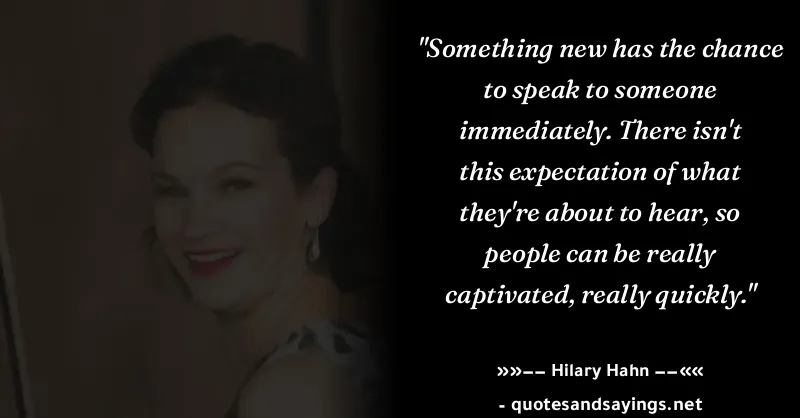 "Something new has the chance
to speak to someone
immediately. There isn't
this expectation of what
they're about to hear, so
people can be really
captivated, really quickly."
»»−− Hilary Hahn −−««
- quotesandsayings.net